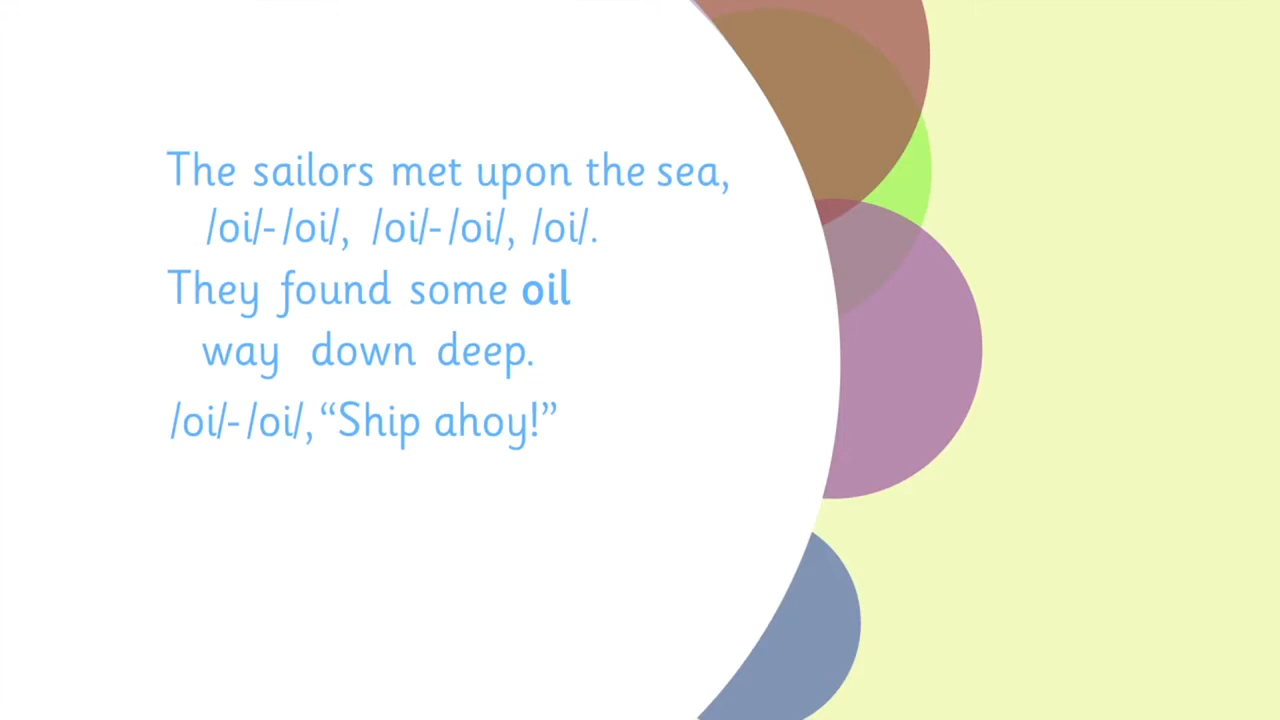 The sailors met upon the sea,
/oi/-/oi/, /oi/-/oi/, /oi/.
They found some oil
way down deep.
/oi/-/oi/, “Ship ahoy!”